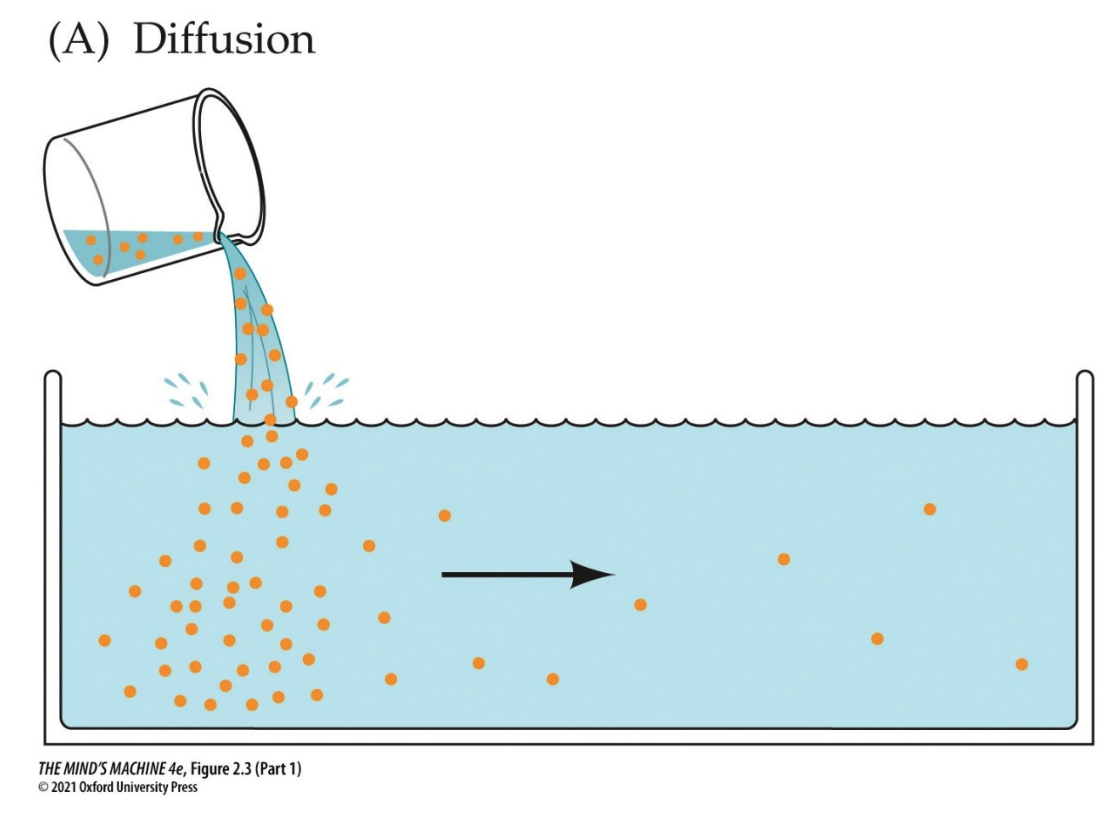 (A) Diffusion
THE MIND'S MACHINE 4e, Figure 2.3 (Part 1)
© 2021 Oxford University Press